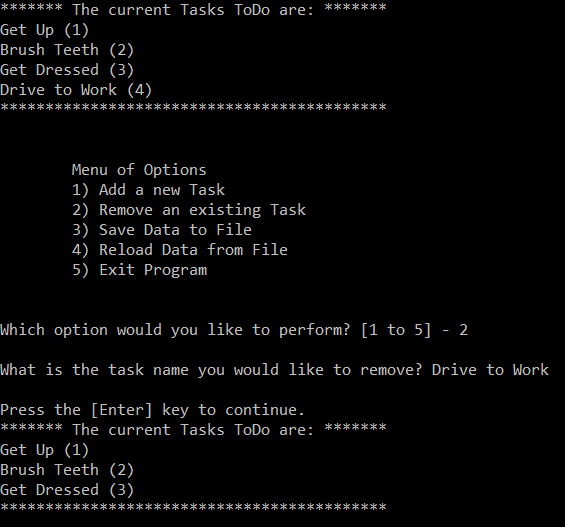 ******* The current Tasks ToDo are: *******
Get Up (1)
Brush Teeth (2)
Get Dressed (3)
Drive to Work (4)
*******************************************
Menu of Options
1) Add a new Task
2) Remove an existing Task
3) Save Data to File
4) Reload Data from File
5) Exit Program
Which option would you like to perform? [1 to 5] - 2
What is the task name you would like to remove? Drive to Work
Press the [Enter] key to continue.
******* The current Tasks ToDo are: *******
Get Up (1)
Brush Teeth (2)
Get Dressed (3)
*******************************************